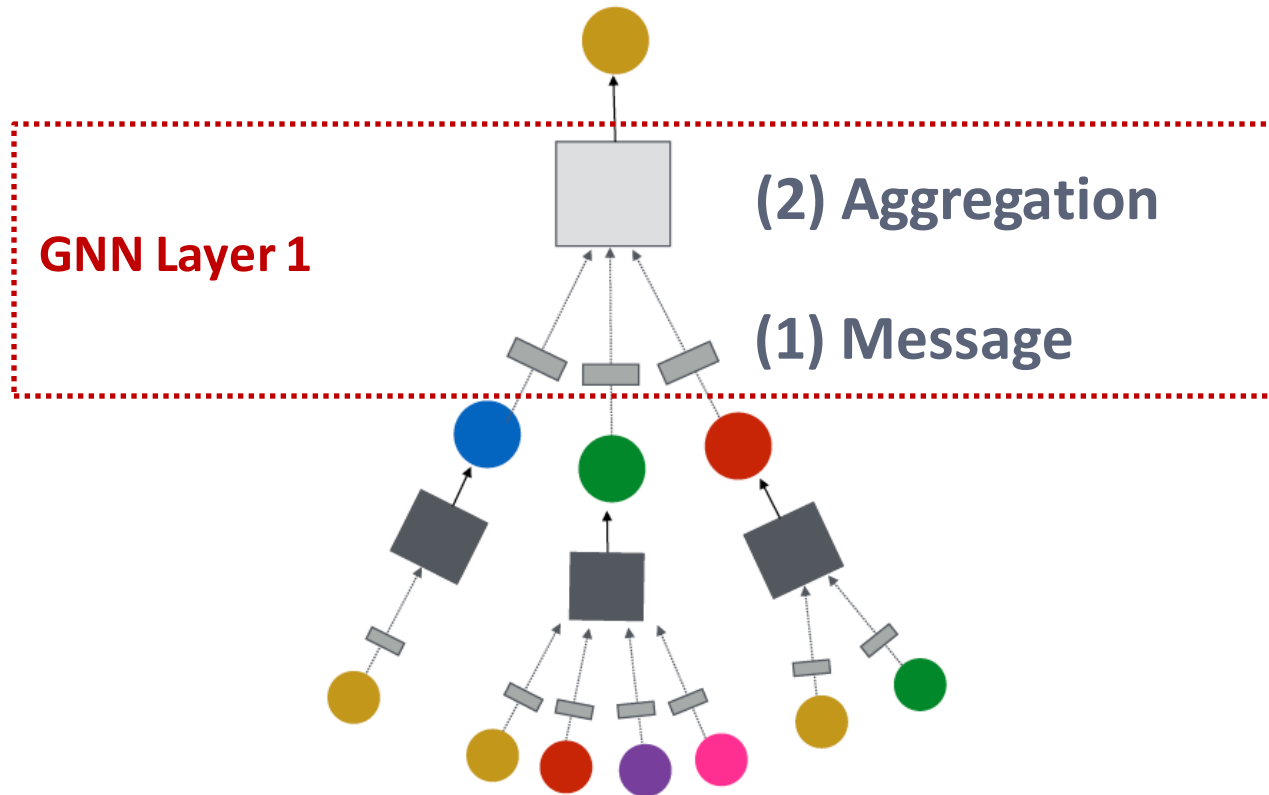 (2) Aggregation
GNN Layer 1
(1) Message